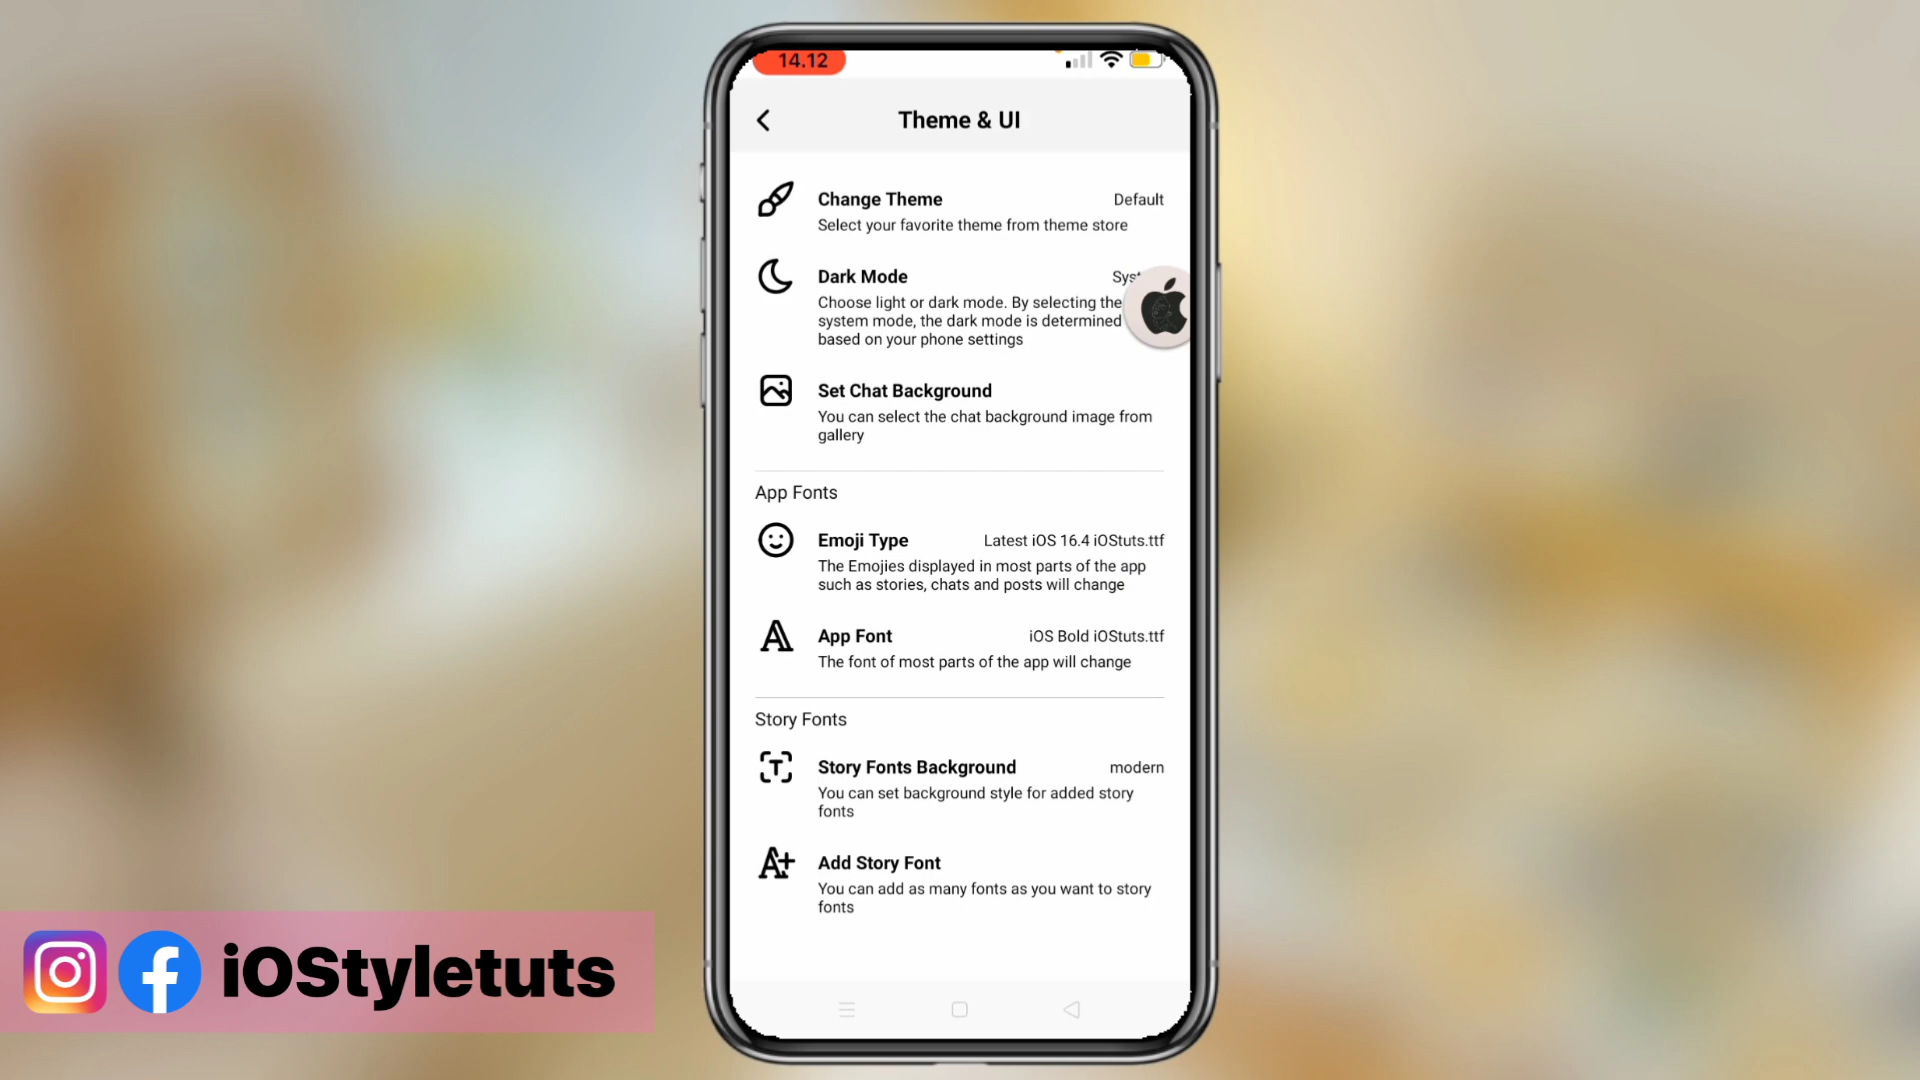 14.12
Theme & UI
Change Theme Default
Select your favorite theme from theme store
Dark Mode
Choose light or dark mode. By selecting the
system mode, the dark mode is determined
based on your phone settings
Set Chat Background
You can select the chat background image from
gallery
App Fonts
Emoji Type Latest iOS 16.4 iOStuts.ttf
The Emojies displayed in most parts of the app
such as stories, chats and posts will change
App Font iOS Bold iOStuts.ttf
The font of most parts of the app will change
Story Fonts
Story Fonts Background modern
You can set background style for added story
fonts
Add Story Font
You can add as many fonts as you want to story
fonts
iOStyletuts